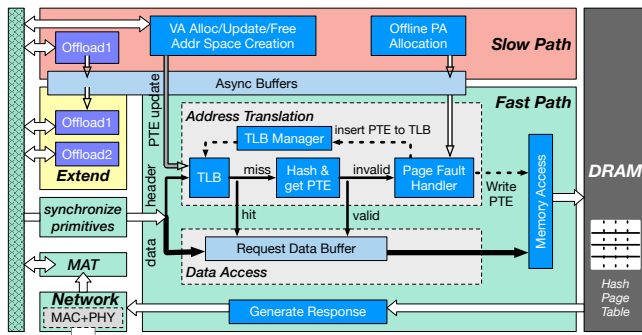 VA Alloc/Update/Free
Addr Space Creation
Offline PA
Allocation
Slow Path
Offload1
Async Buffers
PTE update
Fast Path
Offload1
Offload2
Extend
Address Translation
TLB Manager
insert PTE to TLB
TLB
miss
Hash &
get PTE
invalid
Page Fault
Handler
Write
PTE
Memory Access
DRAM
header
hit
valid
synchronize
primitives
data
Request Data Buffer
Data Access
MAT
Network
MAC+PHY
Generate Response
Hash
Page
Table